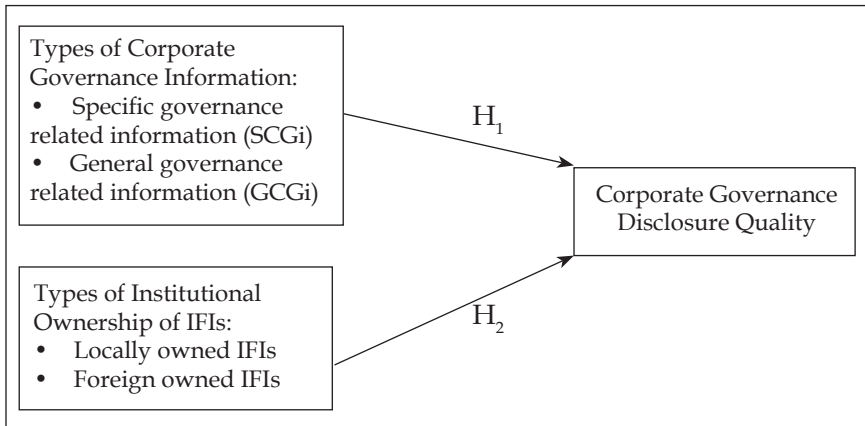 Types of Corporate
Governance Information:
• Specific governance
related information (SCGi)
• General governance
related information (GCGi)
H₁
Corporate Governance
Disclosure Quality
Types of Institutional
Ownership of IFIs:
• Locally owned IFIs
• Foreign owned IFIs
H₂